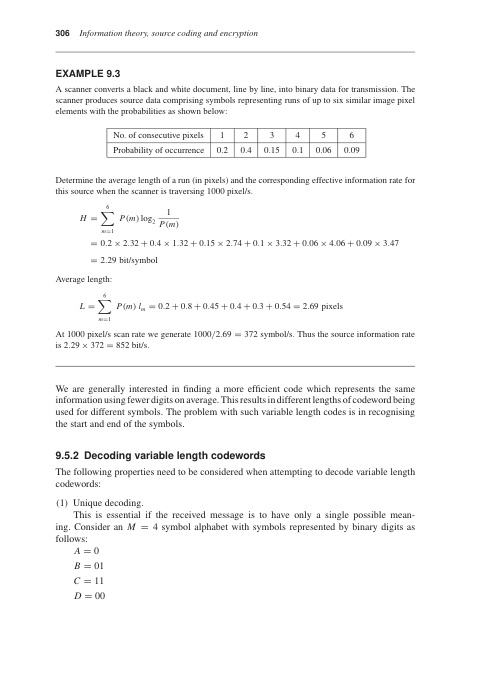 306 Information theory, source coding and encryption
EXAMPLE 9.3
A scanner converts a black and white document, line by line, into binary data for transmission. The
scanner produces source data comprising symbols representing runs of up to six similar image pixel
elements with the probabilities as shown below:
No. of consecutive pixels 1 2 3 4 5 6
Probability of occurrence 0.2 0.4 0.15 0.1 0.06 0.09
Determine the average length of a run (in pixels) and the corresponding effective information rate for
this source when the scanner is traversing 1000 pixel/s.
H = ∑_{m=1}^{6} P(m) log₂ 1/P(m)
= 0.2 × 2.32 + 0.4 × 1.32 + 0.15 × 2.74 + 0.1 × 3.32 + 0.06 × 4.06 + 0.09 × 3.47
= 2.29 bit/symbol
Average length:
L = ∑_{m=1}^{6} P(m) l_m = 0.2 + 0.8 + 0.45 + 0.4 + 0.3 + 0.54 = 2.69 pixels
At 1000 pixel/s scan rate we generate 1000/2.69 = 372 symbol/s. Thus the source information rate
is 2.29 × 372 = 852 bit/s.
We are generally interested in finding a more efficient code which represents the same
information using fewer digits on average. This results in different lengths of codeword being
used for different symbols. The problem with such variable length codes is in recognising
the start and end of the symbols.
9.5.2 Decoding variable length codewords
The following properties need to be considered when attempting to decode variable length
codewords:
(1) Unique decoding.
This is essential if the received message is to have only a single possible mean-
ing. Consider an M = 4 symbol alphabet with symbols represented by binary digits as
follows:
A = 0
B = 01
C = 11
D = 00